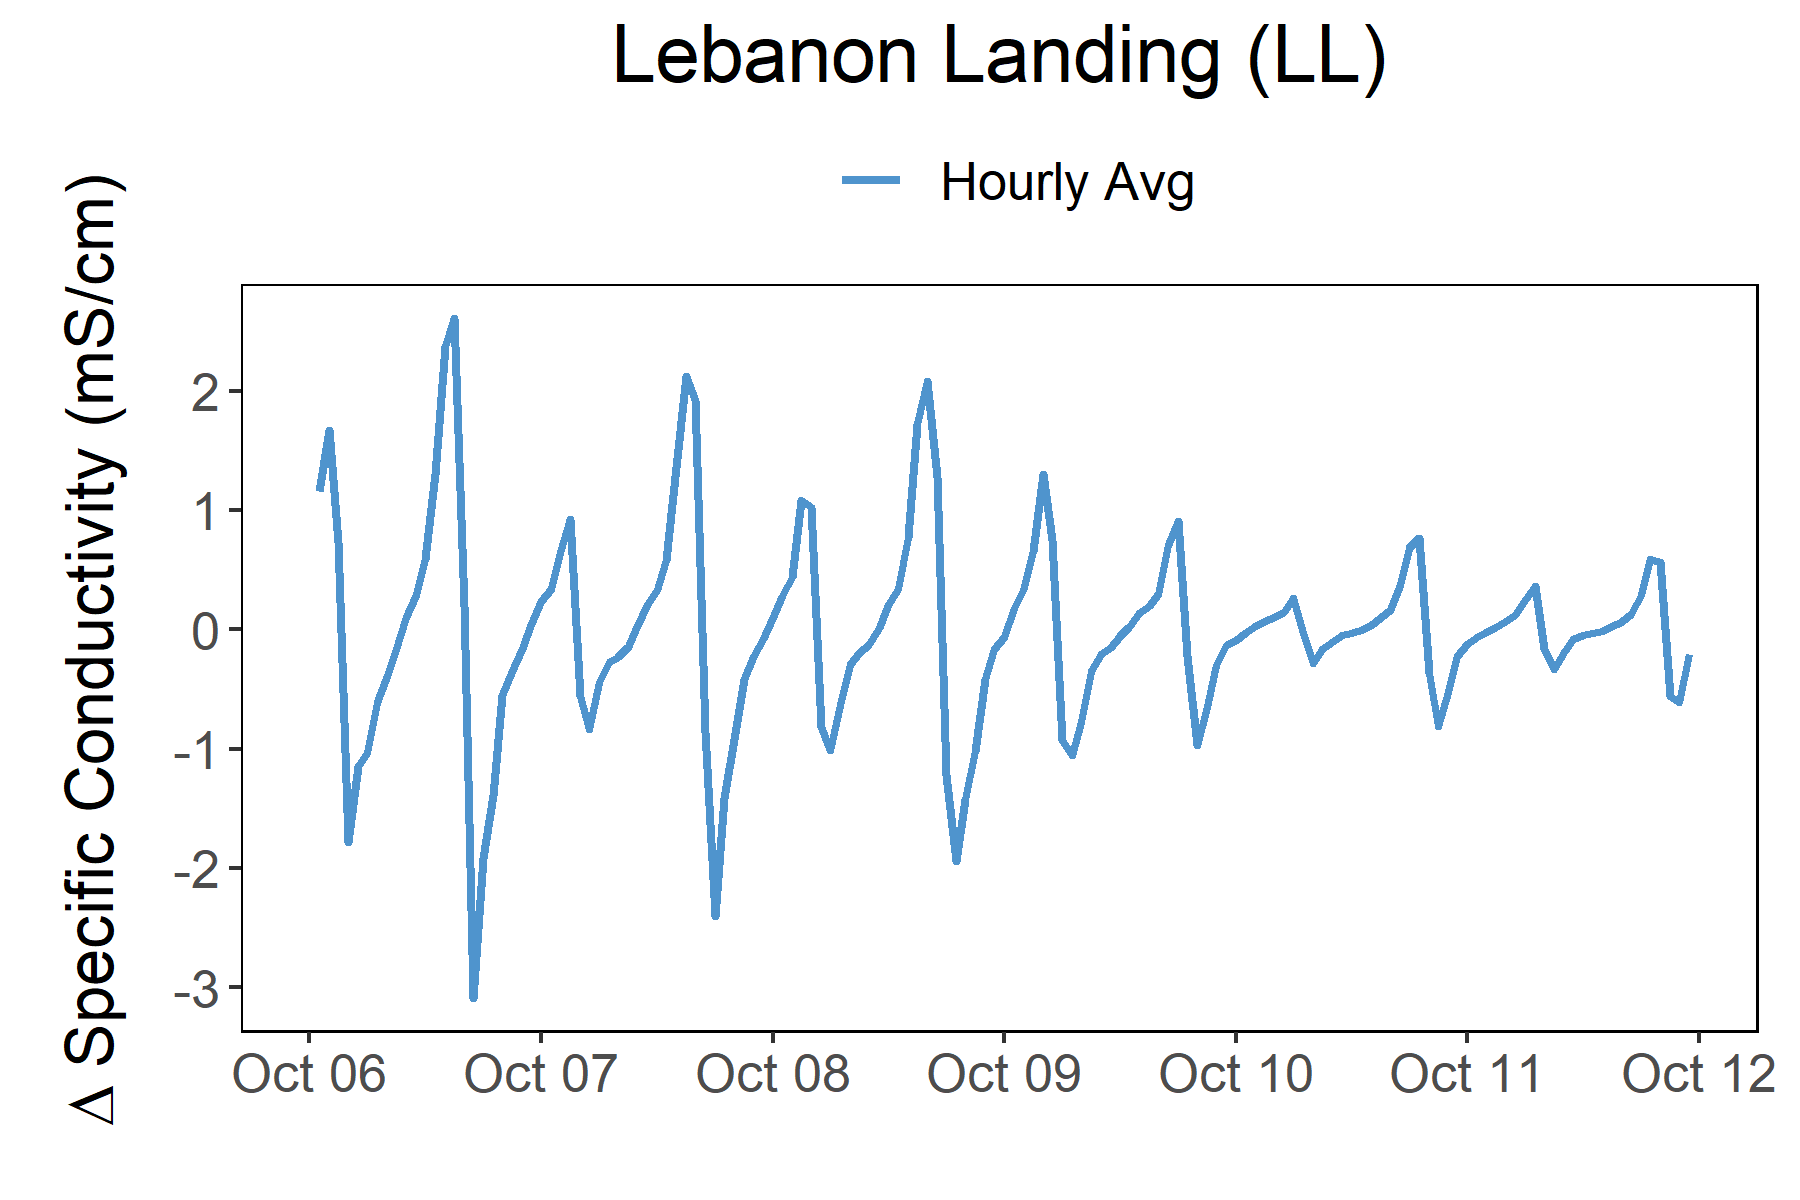 Lebanon Landing (LL)
Hourly Avg
Δ Specific Conductivity (mS/cm)
2
1
0
-1
-2
-3
Oct 06 Oct 07 Oct 08 Oct 09 Oct 10 Oct 11 Oct 12